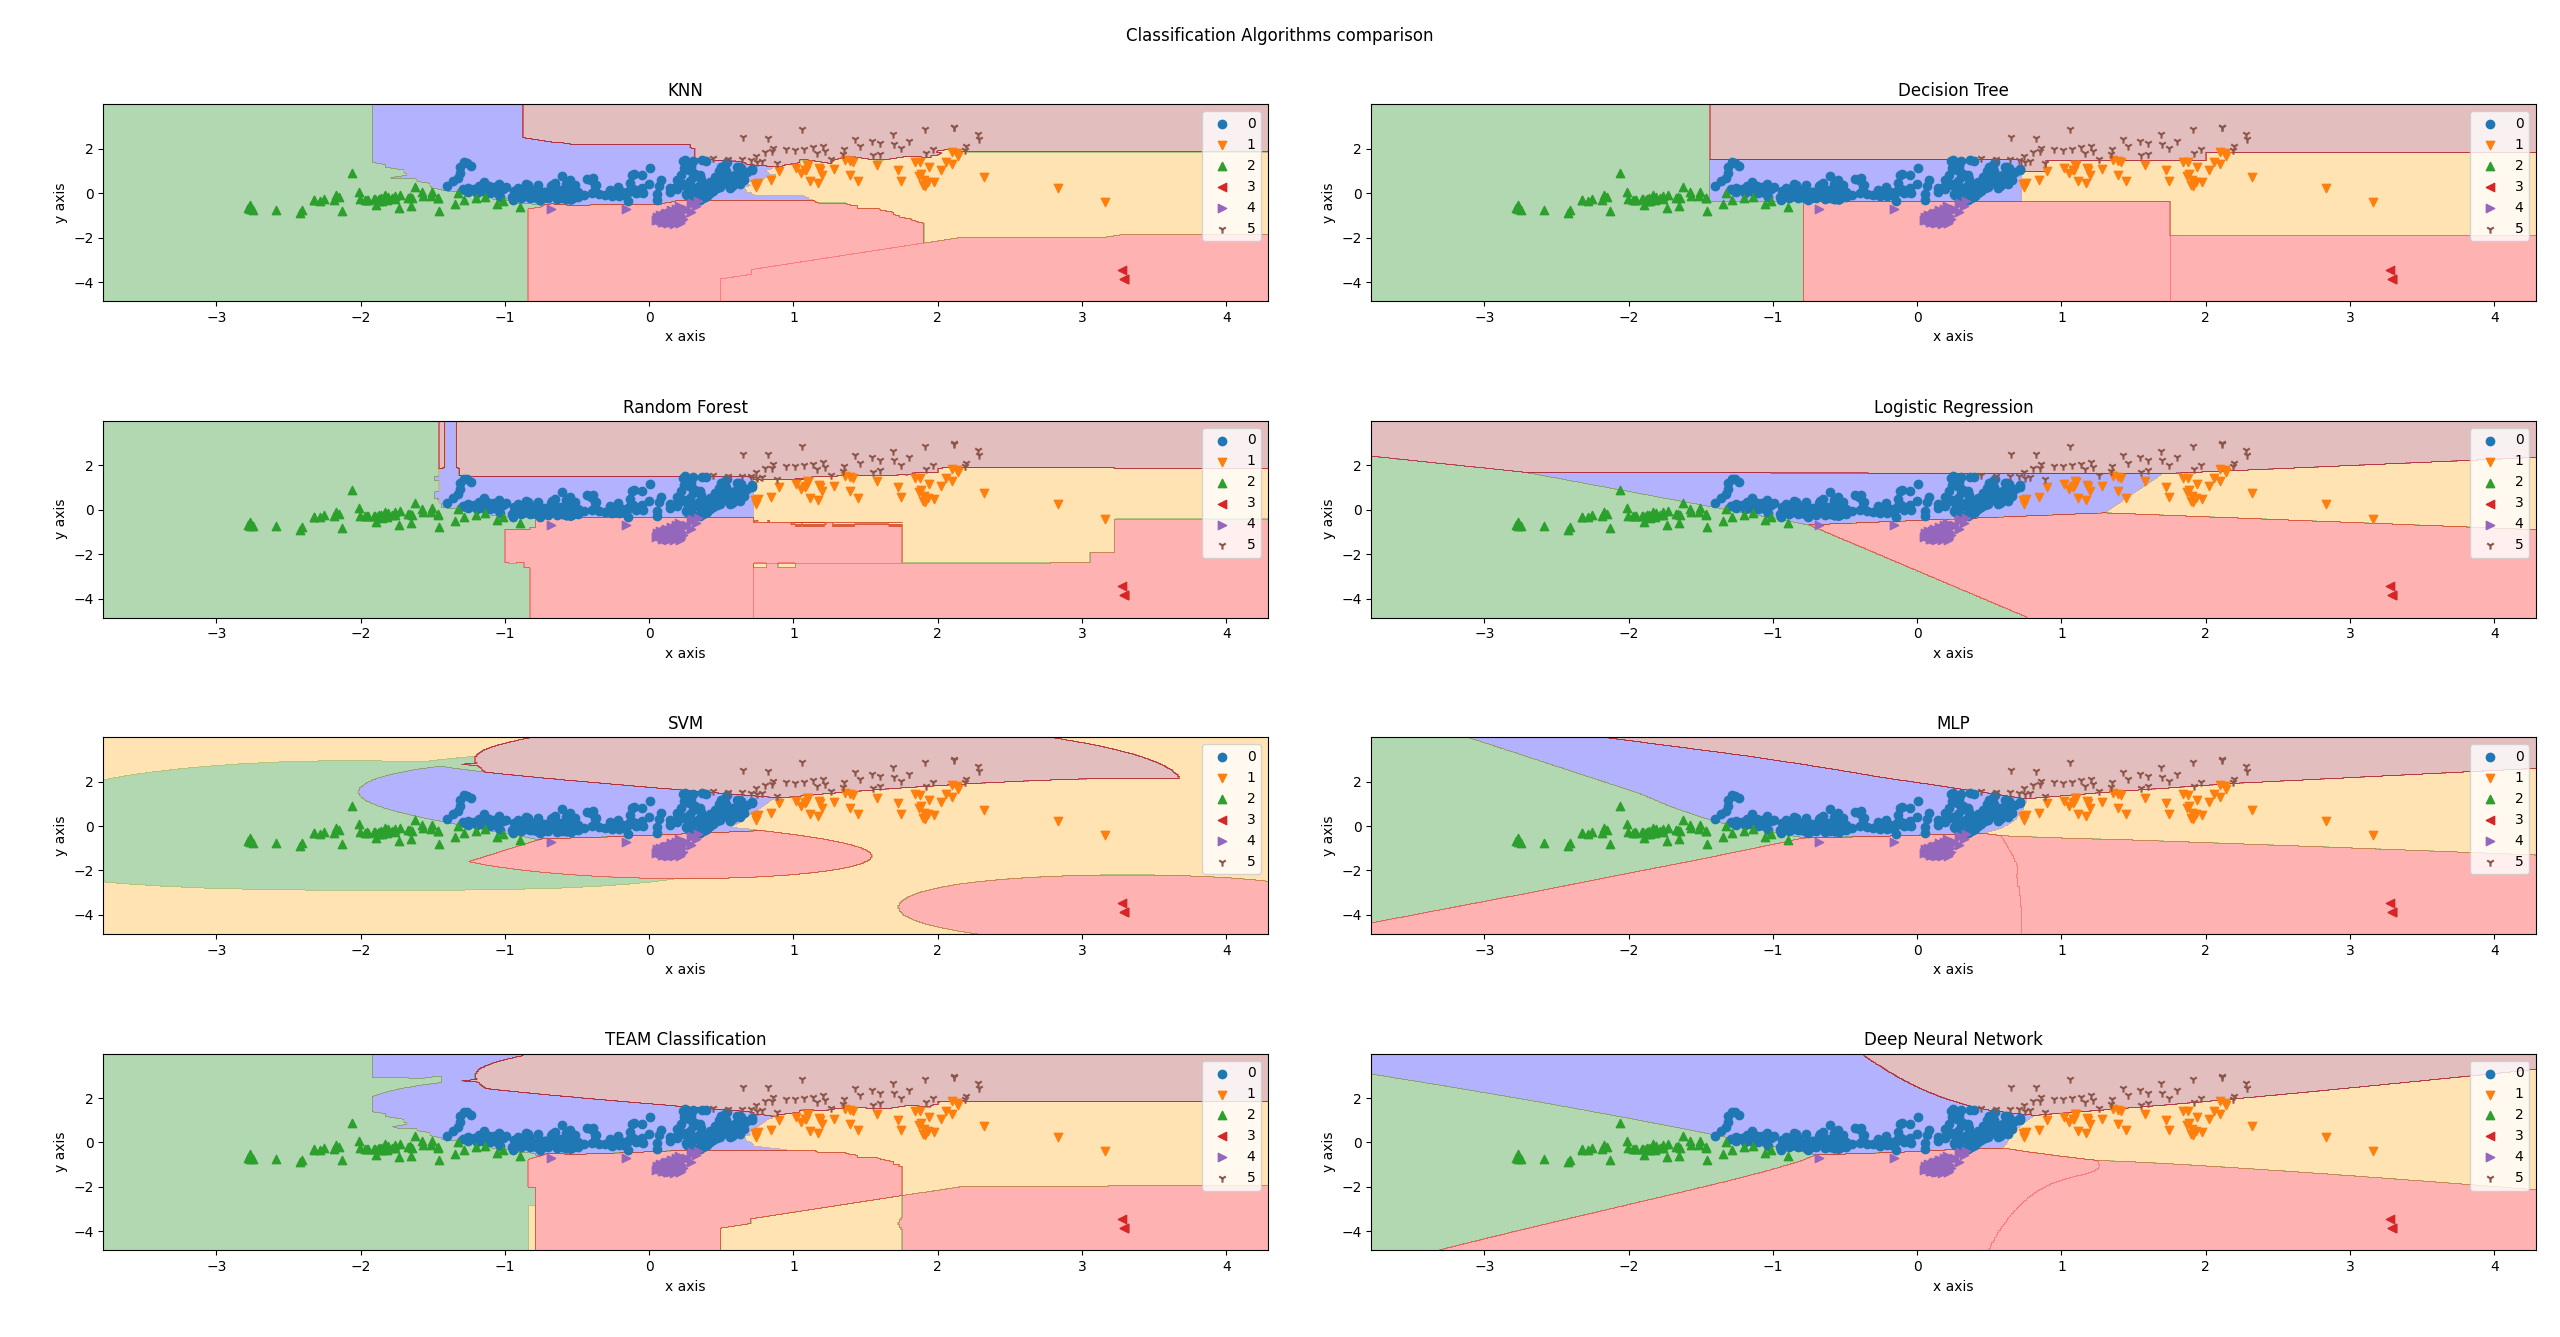 Classification Algorithms comparison
KNN
2
0
−2
−4
y axis
−3 −2 −1 0 1 2 3 4
x axis
0
1
2
3
4
5
Decision Tree
2
0
−2
−4
y axis
−3 −2 −1 0 1 2 3 4
x axis
0
1
2
3
4
5
Random Forest
2
0
−2
−4
y axis
−3 −2 −1 0 1 2 3 4
x axis
0
1
2
3
4
5
Logistic Regression
2
0
−2
−4
y axis
−3 −2 −1 0 1 2 3 4
x axis
0
1
2
3
4
5
SVM
2
0
−2
−4
y axis
−3 −2 −1 0 1 2 3 4
x axis
0
1
2
3
4
5
MLP
2
0
−2
−4
y axis
−3 −2 −1 0 1 2 3 4
x axis
0
1
2
3
4
5
TEAM Classification
2
0
−2
−4
y axis
−3 −2 −1 0 1 2 3 4
x axis
0
1
2
3
4
5
Deep Neural Network
2
0
−2
−4
y axis
−3 −2 −1 0 1 2 3 4
x axis
0
1
2
3
4
5